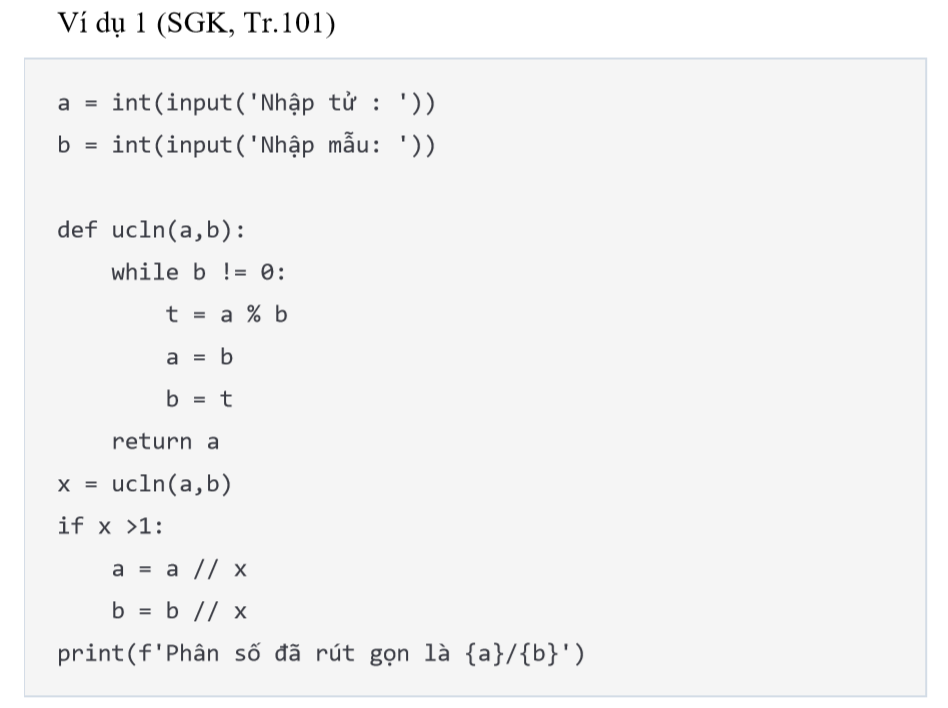 Ví dụ 1 (SGK, Tr.101)
a = int(input('Nhập tử : '))
b = int(input('Nhập mẫu: '))
def ucln(a,b):
    while b != 0:
        t = a % b
        a = b
        b = t
    return a
x = ucln(a,b)
if x >1:
    a = a // x
    b = b // x
print(f'Phân số đã rút gọn là {a}/{b}')